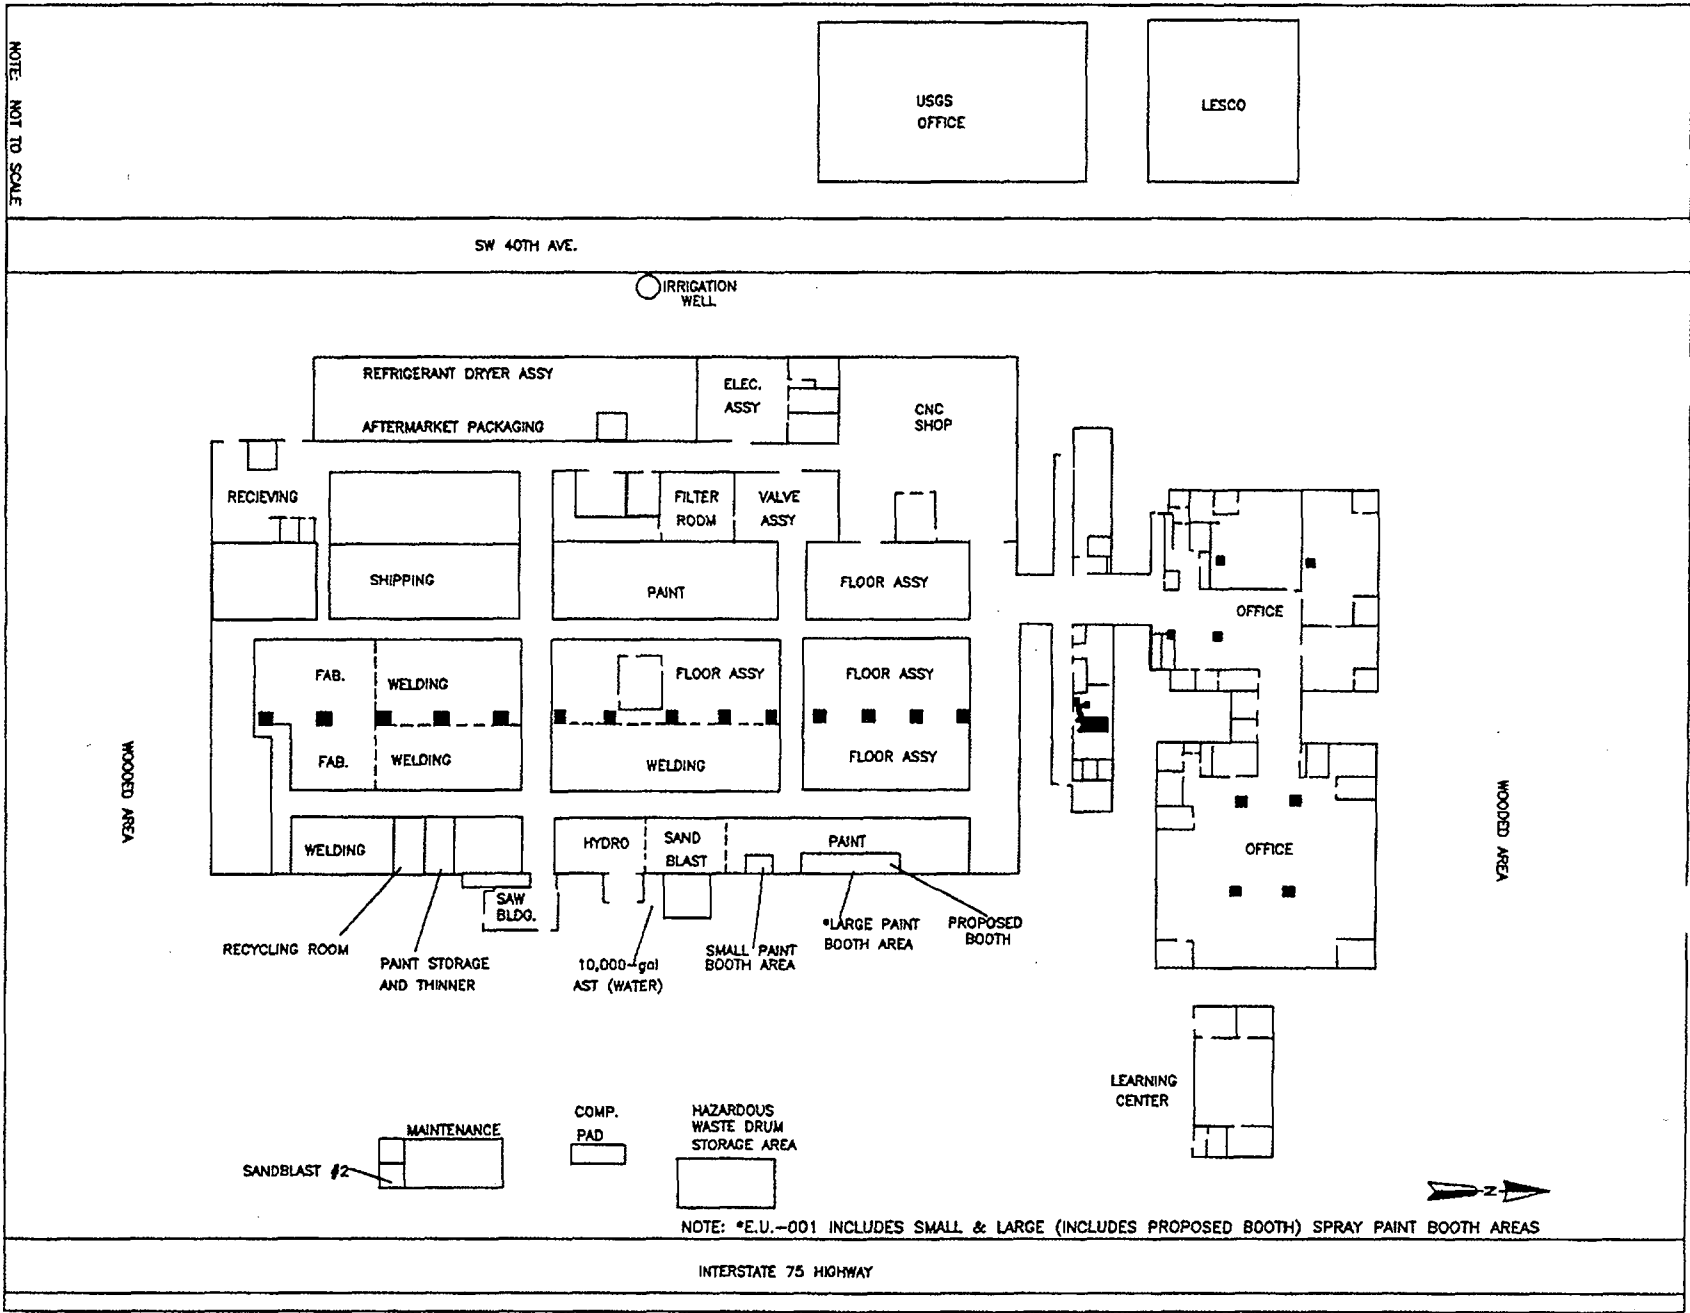 NOTE: NOT TO SCALE
USGS
OFFICE
LESCO
SW 40TH AVE.
IRRIGATION
WELL
REFRIGERANT DRYER ASSY
ELEC.
ASSY
CNC
SHOP
AFTERMARKET PACKAGING
RECIEVING
FILTER
ROOM
VALVE
ASSY
SHIPPING
PAINT
FLOOR ASSY
OFFICE
FAB.
WELDING
FLOOR ASSY
FLOOR ASSY
FAB.
WELDING
WELDING
FLOOR ASSY
WOODED AREA
WOODED AREA
WELDING
HYDRO
SAND
BLAST
PAINT
OFFICE
SAW
BLDG.
RECYCLING ROOM
PAINT STORAGE
AND THINNER
10,000-gal
AST (WATER)
SMALL PAINT
BOOTH AREA
*LARGE PAINT
BOOTH AREA
PROPOSED
BOOTH
LEARNING
CENTER
MAINTENANCE
SANDBLAST #2
COMP.
PAD
HAZARDOUS
WASTE DRUM
STORAGE AREA
N
NOTE: *E.U.-001 INCLUDES SMALL & LARGE (INCLUDES PROPOSED BOOTH) SPRAY PAINT BOOTH AREAS
INTERSTATE 75 HIGHWAY